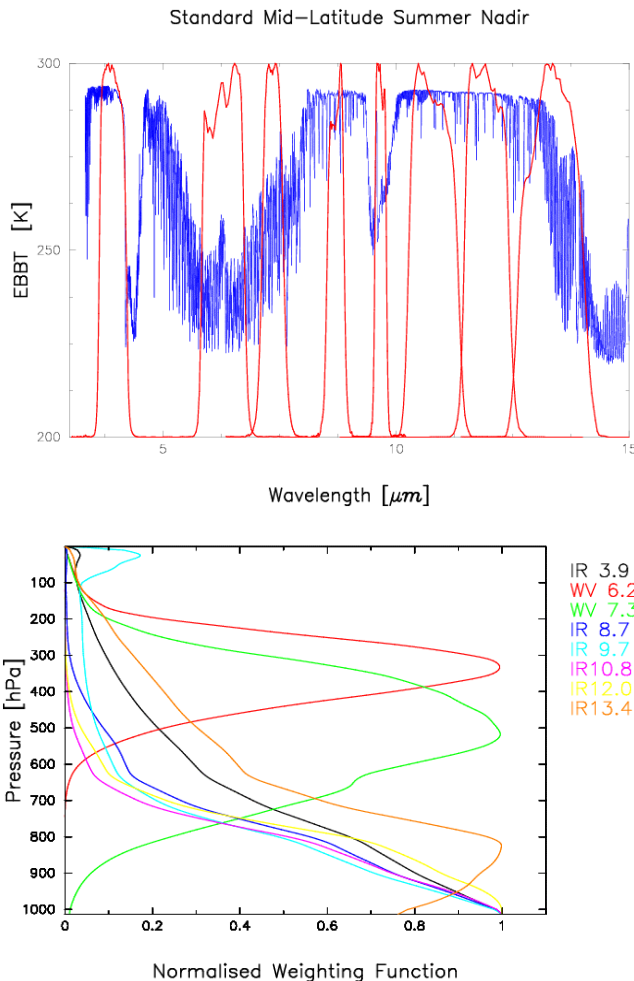 Standard Mid-Latitude Summer Nadir
300
250
200
EBBT [K]
5
10
15
Wavelength [μm]
100
200
300
400
500
600
700
800
900
1000
Pressure [hPa]
0
0.2
0.4
0.6
0.8
1
Normalised Weighting Function
IR 3.9
WV 6.2
WV 7.3
IR 8.7
IR 9.7
IR10.8
IR12.0
IR13.4